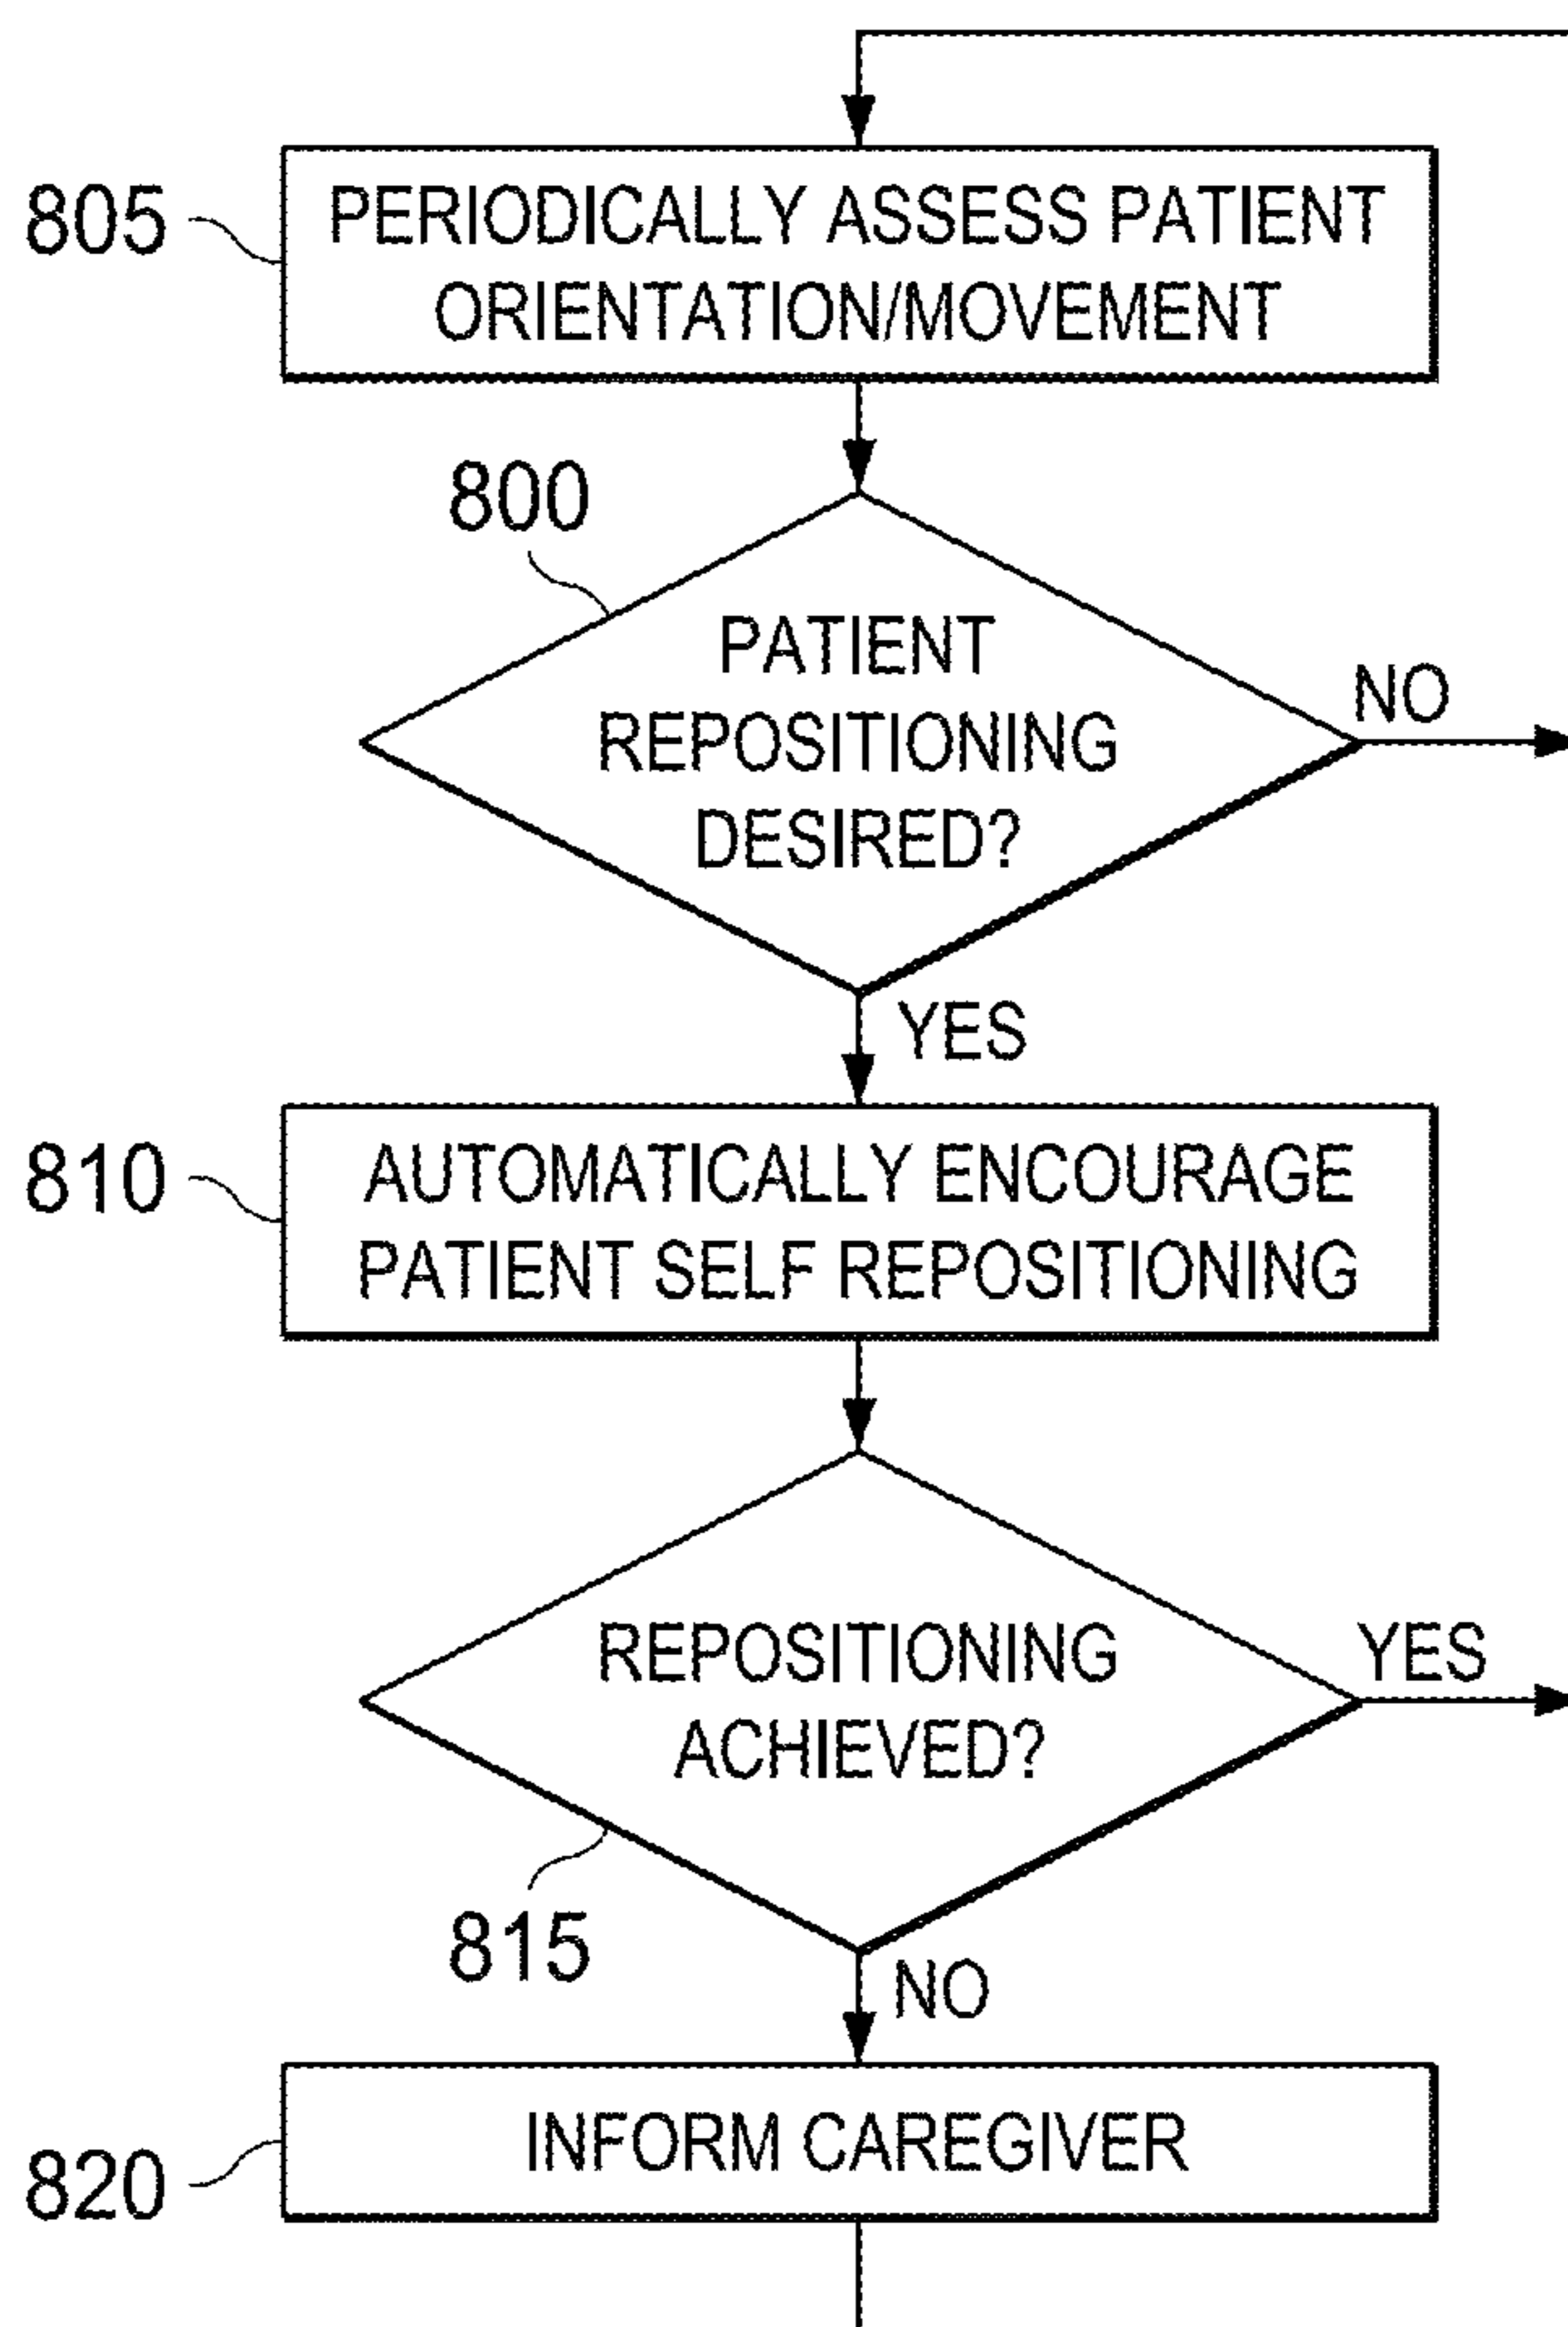 805
PERIODICALLY ASSESS PATIENT
ORIENTATION/MOVEMENT
800
PATIENT
REPOSITIONING
DESIRED?
NO
YES
810
AUTOMATICALLY ENCOURAGE
PATIENT SELF REPOSITIONING
REPOSITIONING
ACHIEVED?
YES
815
NO
820
INFORM CAREGIVER